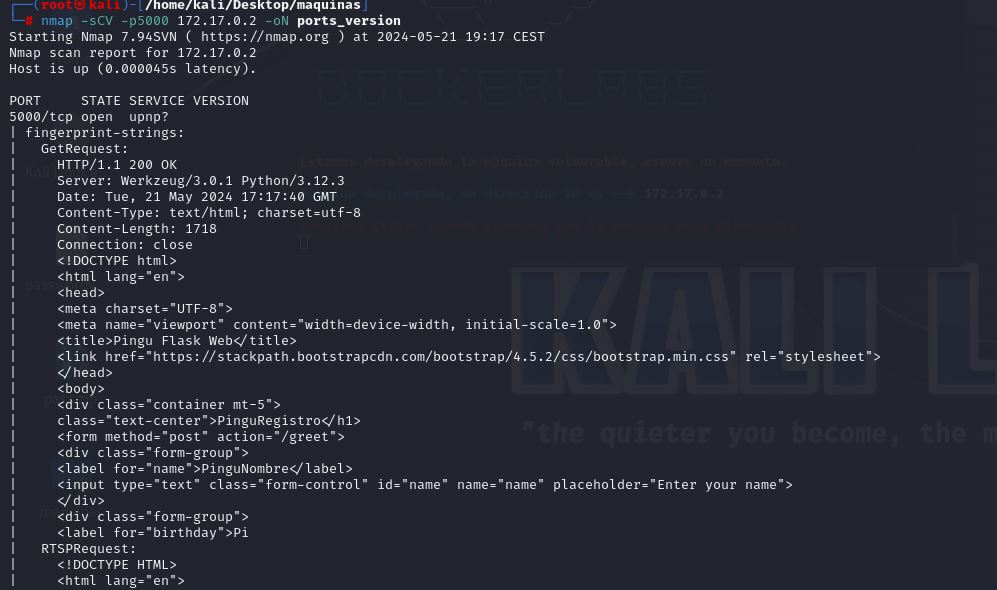 ┌──(root㉿kali)-[/home/kali/Desktop/maquinas]
└─# nmap -sCV -p5000 172.17.0.2 -oN ports_version
Starting Nmap 7.94SVN ( https://nmap.org ) at 2024-05-21 19:17 CEST
Nmap scan report for 172.17.0.2
Host is up (0.000045s latency).
PORT     STATE SERVICE VERSION
5000/tcp open  upnp?
| fingerprint-strings:
|   GetRequest:
|     HTTP/1.1 200 OK
|     Server: Werkzeug/3.0.1 Python/3.12.3
|     Date: Tue, 21 May 2024 17:17:40 GMT
|     Content-Type: text/html; charset=utf-8
|     Content-Length: 1718
|     Connection: close
|     <!DOCTYPE html>
|     <html lang="en">
|     <head>
|     <meta charset="UTF-8">
|     <meta name="viewport" content="width=device-width, initial-scale=1.0">
|     <title>Pingu Flask Web</title>
|     <link href="https://stackpath.bootstrapcdn.com/bootstrap/4.5.2/css/bootstrap.min.css" rel="stylesheet">
|     </head>
|     <body>
|     <div class="container mt-5">
|     class="text-center">PinguRegistro</h1>
|     <form method="post" action="/greet">
|     <div class="form-group">
|     <label for="name">PinguNombre</label>
|     <input type="text" class="form-control" id="name" name="name" placeholder="Enter your name">
|     </div>
|     <div class="form-group">
|     <label for="birthday">Pi
|   RTSPRequest:
|     <!DOCTYPE HTML>
|     <html lang="en">
DOCKERLABS
Estamos desplegando la máquina vulnerable, espere un momento.
desplegada, su dirección IP es --> 172.17.0.2
KALI L
"the quieter you become, the m